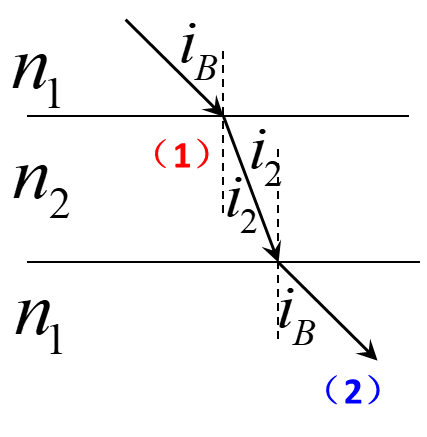 i_B
n_1
（1）
i_2
n_2
i_2
n_1
i_B
（2）